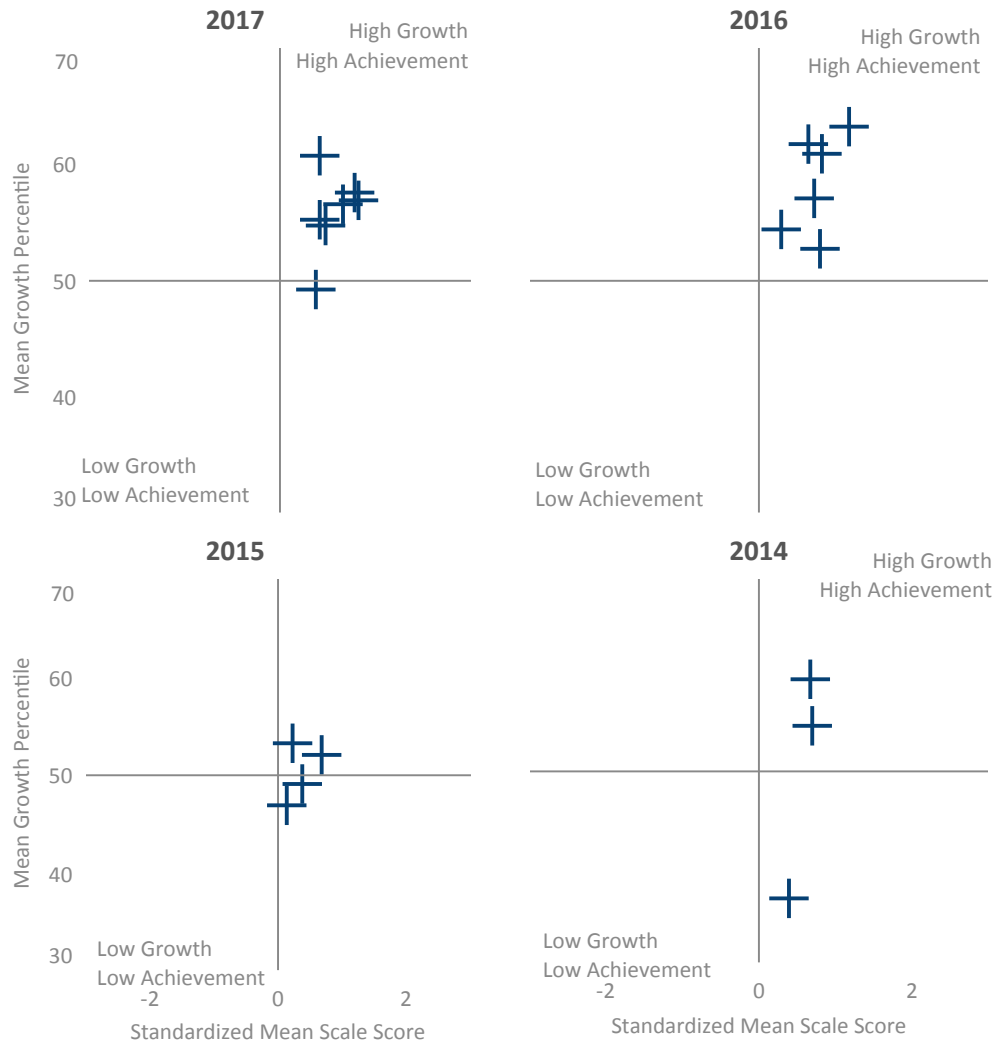 2017
High Growth
High Achievement
70
60
50
40
30
Mean Growth Percentile
Low Growth
Low Achievement
2016
High Growth
High Achievement
Low Growth
Low Achievement
2015
70
60
50
40
30
Mean Growth Percentile
Low Growth
Low Achievement
-2
0
2
Standardized Mean Scale Score
2014
High Growth
High Achievement
Low Growth
Low Achievement
-2
0
2
Standardized Mean Scale Score